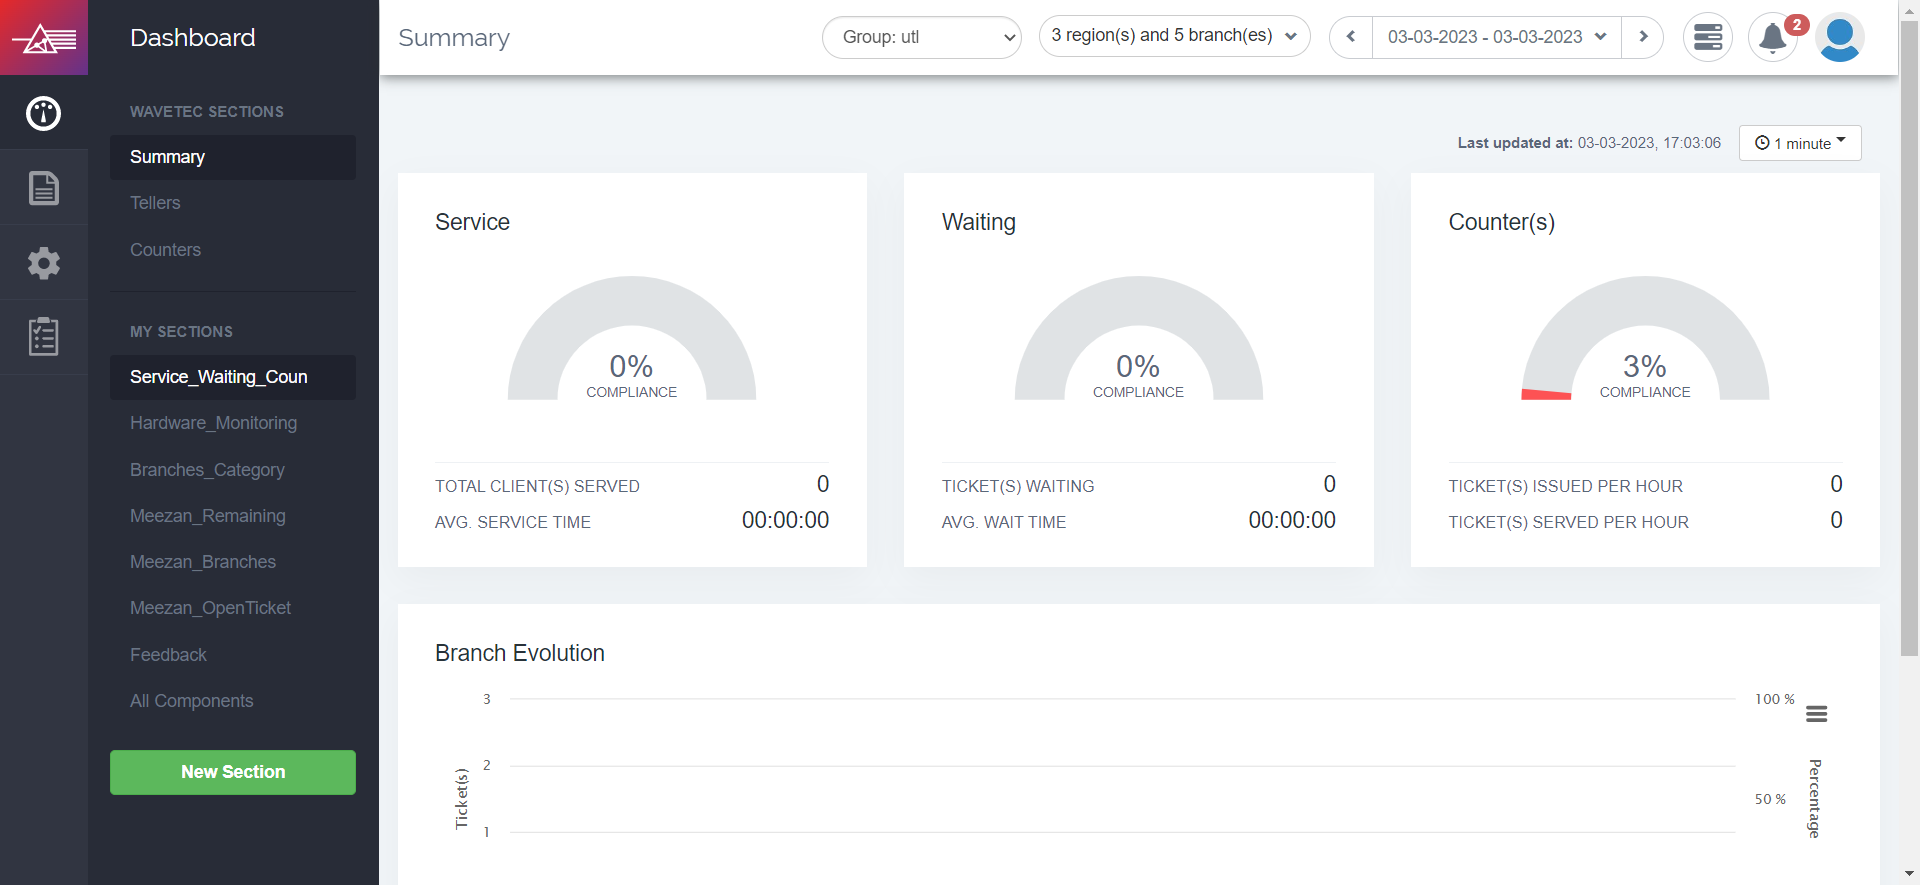 Dashboard
WAVETEC SECTIONS
Summary
Tellers
Counters
MY SECTIONS
Service_Waiting_Coun
Hardware_Monitoring
Branches_Category
Meezan_Remaining
Meezan_Branches
Meezan_OpenTicket
Feedback
All Components
New Section
Summary
Group: utl
3 region(s) and 5 branch(es)
03-03-2023 - 03-03-2023
2
Last updated at: 03-03-2023, 17:03:06
1 minute
Service
0%
COMPLIANCE
TOTAL CLIENT(S) SERVED 0
AVG. SERVICE TIME 00:00:00
Waiting
0%
COMPLIANCE
TICKET(S) WAITING 0
AVG. WAIT TIME 00:00:00
Counter(s)
3%
COMPLIANCE
TICKET(S) ISSUED PER HOUR 0
TICKET(S) SERVED PER HOUR 0
Branch Evolution
Ticket(s)
3
2
1
100 %
50 %
Percentage